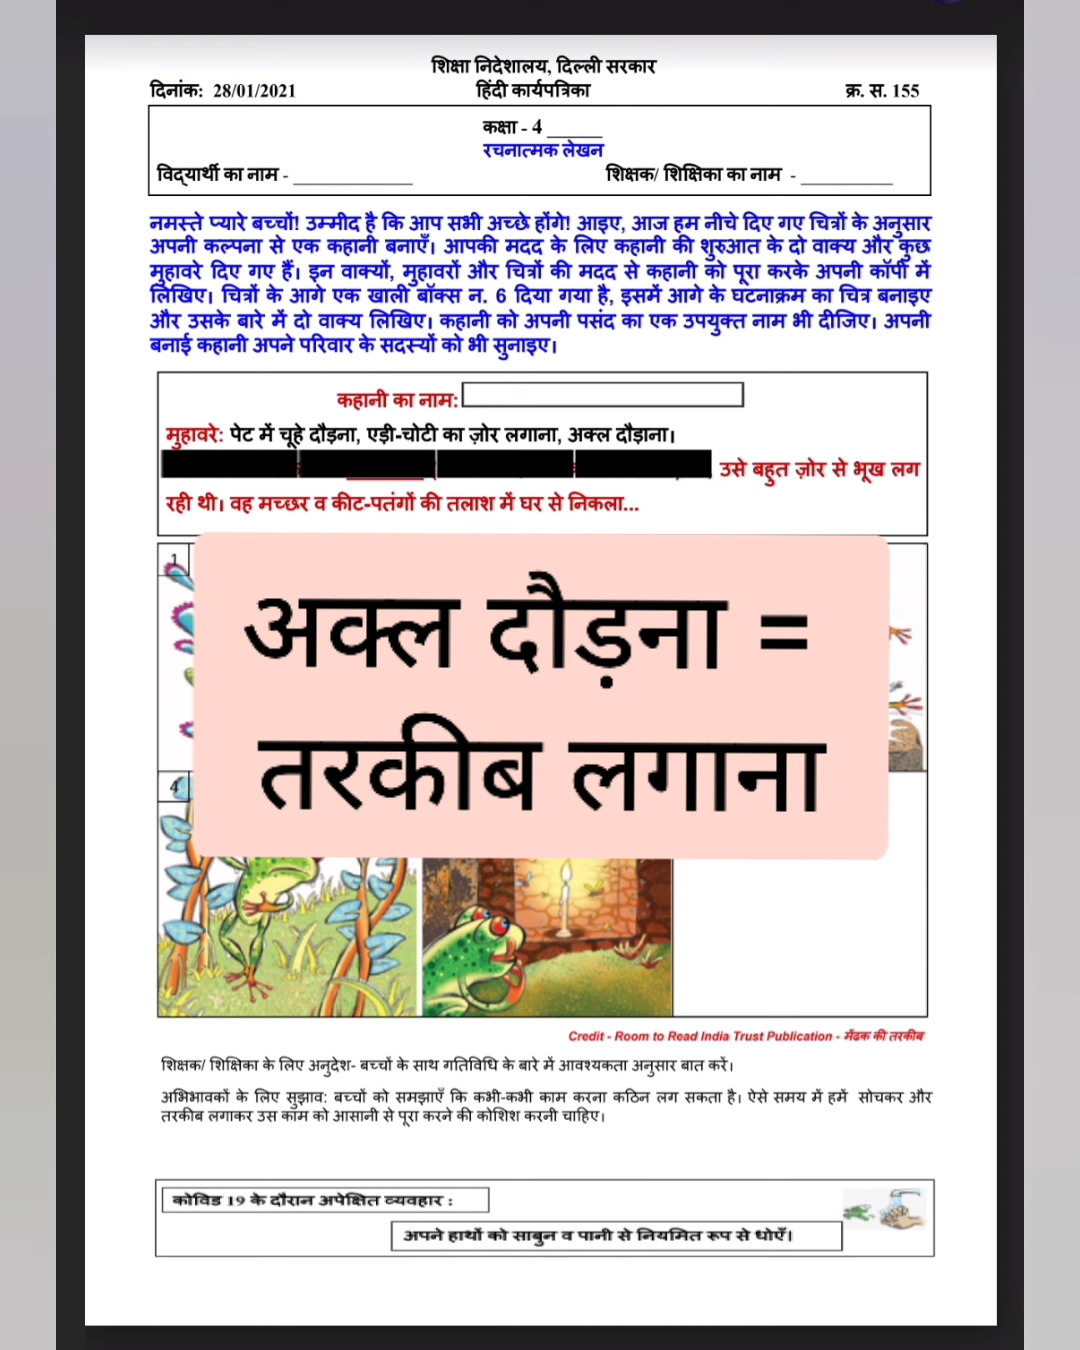 शिक्षा निदेशालय, दिल्ली सरकार
दिनांक: 28/01/2021 हिंदी कार्यपत्रिका क्र. स. 155
कक्षा - 4 ______
रचनात्मक लेखन
विद्यार्थी का नाम - _____________ शिक्षक/ शिक्षिका का नाम - __________
नमस्ते प्यारे बच्चों! उम्मीद है कि आप सभी अच्छे होंगे! आइए, आज हम नीचे दिए गए चित्रों के अनुसार
अपनी कल्पना से एक कहानी बनाएँ। आपकी मदद के लिए कहानी की शुरुआत के दो वाक्य और कुछ
मुहावरे दिए गए हैं। इन वाक्यों, मुहावरों और चित्रों की मदद से कहानी को पूरा करके अपनी कॉपी में
लिखिए। चित्रों के आगे एक खाली बॉक्स न. 6 दिया गया है, इसमें आगे के घटनाक्रम का चित्र बनाइए
और उसके बारे में दो वाक्य लिखिए। कहानी को अपनी पसंद का एक उपयुक्त नाम भी दीजिए। अपनी
बनाई कहानी अपने परिवार के सदस्यों को भी सुनाइए।
कहानी का नाम:
मुहावरे: पेट में चूहे दौड़ना, एड़ी-चोटी का ज़ोर लगाना, अक्ल दौड़ाना।
उसे बहुत ज़ोर से भूख लग
रही थी। वह मच्छर व कीट-पतंगों की तलाश में घर से निकला...
1
अक्ल दौड़ना =
तरकीब लगाना
4
Credit - Room to Read India Trust Publication - मेंढक की तरकीब
शिक्षक/ शिक्षिका के लिए अनुदेश- बच्चों के साथ गतिविधि के बारे में आवश्यकता अनुसार बात करें।
अभिभावकों के लिए सुझाव: बच्चों को समझाएँ कि कभी-कभी काम करना कठिन लग सकता है। ऐसे समय में हमें सोचकर और
तरकीब लगाकर उस काम को आसानी से पूरा करने की कोशिश करनी चाहिए।
कोविड 19 के दौरान अपेक्षित व्यवहार :
अपने हाथों को साबुन व पानी से नियमित रूप से धोएँ।